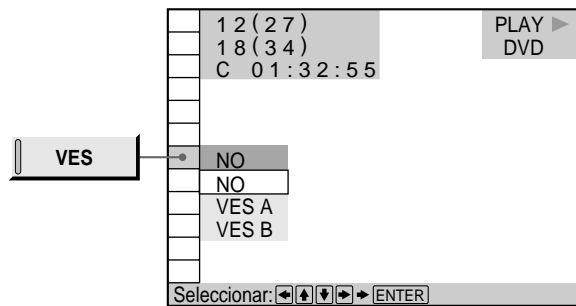 12(27)
18(34)
C 01:32:55
PLAY
DVD
VES
NO
NO
VES A
VES B
Seleccionar: ENTER